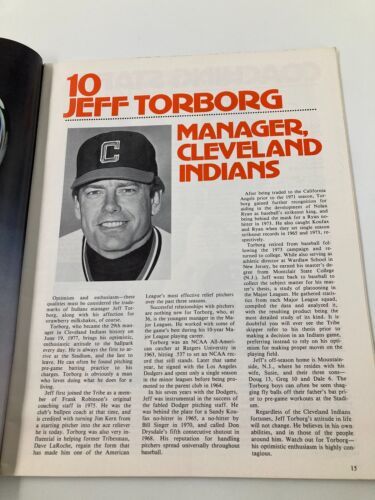 10
JEFF TORBORG
MANAGER,
CLEVELAND
INDIANS
C
Optimism and enthusiasm—these
qualities must be considered the trade-
marks of Indians manager Jeff Tor-
borg, along with his affection for
strawberry milkshakes, of course.
Torborg, who became the 29th man-
ager in Cleveland Indians history on
June 19, 1977, brings his optimistic,
enthusiastic attitude to the ballpark
every day. He is always the first to ar-
rive at the Stadium, and the last to
leave. He can often be found pitching
pre-game batting practice to his
charges. Torborg is obviously a man
who loves doing what he does for a
living.
Jeff first joined the Tribe as a mem-
ber of Frank Robinson's original
coaching staff in 1975. He was the
club's bullpen coach at that time, and
is credited with turning Jim Kern from
a starting pitcher into the ace reliever
he is today. Torborg was also very in-
fluential in helping former Tribesman,
Dave LaRoche, regain the form that
has made him one of the American
League's most effective relief pitchers
over the past three seasons.
Successful relationships with pitchers
are nothing new for Torborg, who, at
36, is the youngest manager in the Ma-
jor Leagues. He worked with some of
the game's best during his 10-year Ma-
jor League playing career.
Torborg was an NCAA All-Ameri-
can catcher at Rutgers University in
1963, hitting .537 to set an NCAA rec-
ord that still stands. Later that same
year, he signed with the Los Angeles
Dodgers and spent only a single season
in the minor leagues before being pro-
moted to the parent club in 1964.
In his seven years with the Dodgers,
Jeff was instrumental in the success of
the fabled Dodger pitching staff. He
was behind the plate for a Sandy Kou-
fax no-hitter in 1965, a no-hitter by
Bill Singer in 1970, and called Don
Drysdale's fifth consecutive shutout in
1968. His reputation for handling
pitchers spread universally throughout
baseball.
After being traded to the California
Angels prior to the 1971 season, Tor-
borg gained further recognition for
aiding in the development of Nolan
Ryan as baseball's strikeout king, and
being behind the mask for a Ryan no-
hitter in 1973. He also caught Koufax
and Ryan when they set single season
strikeout records in 1965 and 1973, re-
spectively.
Torborg retired from baseball fol-
lowing the 1973 campaign and re-
turned to college. While also serving as
athletic director at Wardlaw School in
New Jersey, he earned his master's de-
gree from Montclair State College
(N.J.). Jeff went back to baseball to
collect the subject matter for his mas-
ter's thesis, a study of platooning in
the Major Leagues. He gathered statis-
tics from each Major League squad,
compiled the data and analyzed it,
with the resulting product being the
most detailed study of its kind. It is
doubtful you will ever see the Tribe
skipper refer to his thesis prior to
making a decision in an Indians game,
preferring instead to rely on his opti-
mism for making proper moves on the
playing field.
Jeff's off-season home is Mountain-
side, N.J., where he resides with his
wife, Susie, and their three sons—
Doug 15, Greg 10 and Dale 6. The
Torborg boys can often be seen shag-
ging fly balls off their father's bat pri-
or to pre-game workouts at the Stadi-
um.
Regardless of the Cleveland Indians
fortunes, Jeff Torborg's attitude in life
will not change. He believes in his own
abilities, and in those of the people
around him. Watch out for Torborg—
his optimistic enthusiasm is highly con-
tagious.
15